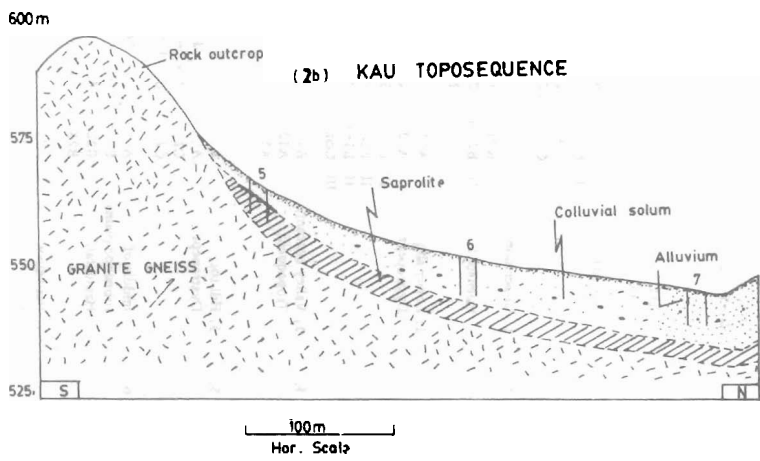 600m
Rock outcrop
(2b) KAU TOPOSEQUENCE
575
5
Saprolite
6
Colluvial solum
Alluvium
7
550
GRANITE GNEISS
525
S
N
100m
Hor. Scale